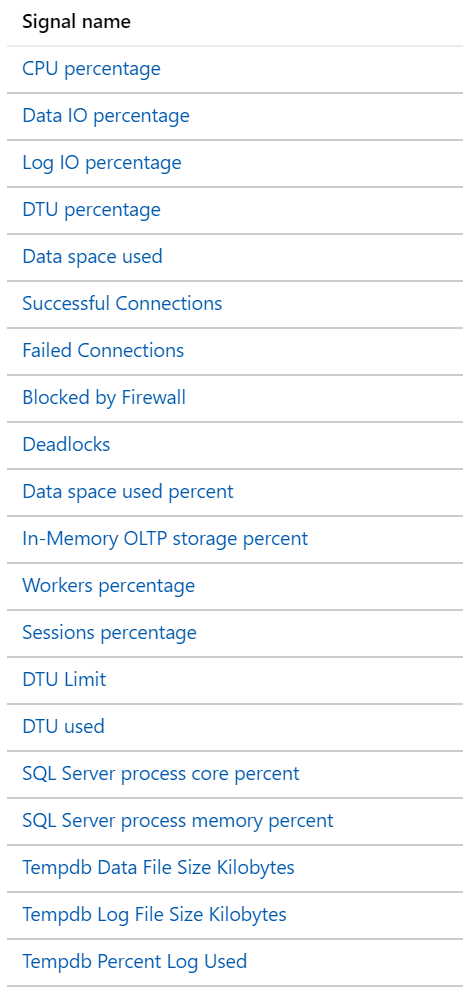 Signal name
CPU percentage
Data IO percentage
Log IO percentage
DTU percentage
Data space used
Successful Connections
Failed Connections
Blocked by Firewall
Deadlocks
Data space used percent
In-Memory OLTP storage percent
Workers percentage
Sessions percentage
DTU Limit
DTU used
SQL Server process core percent
SQL Server process memory percent
Tempdb Data File Size Kilobytes
Tempdb Log File Size Kilobytes
Tempdb Percent Log Used